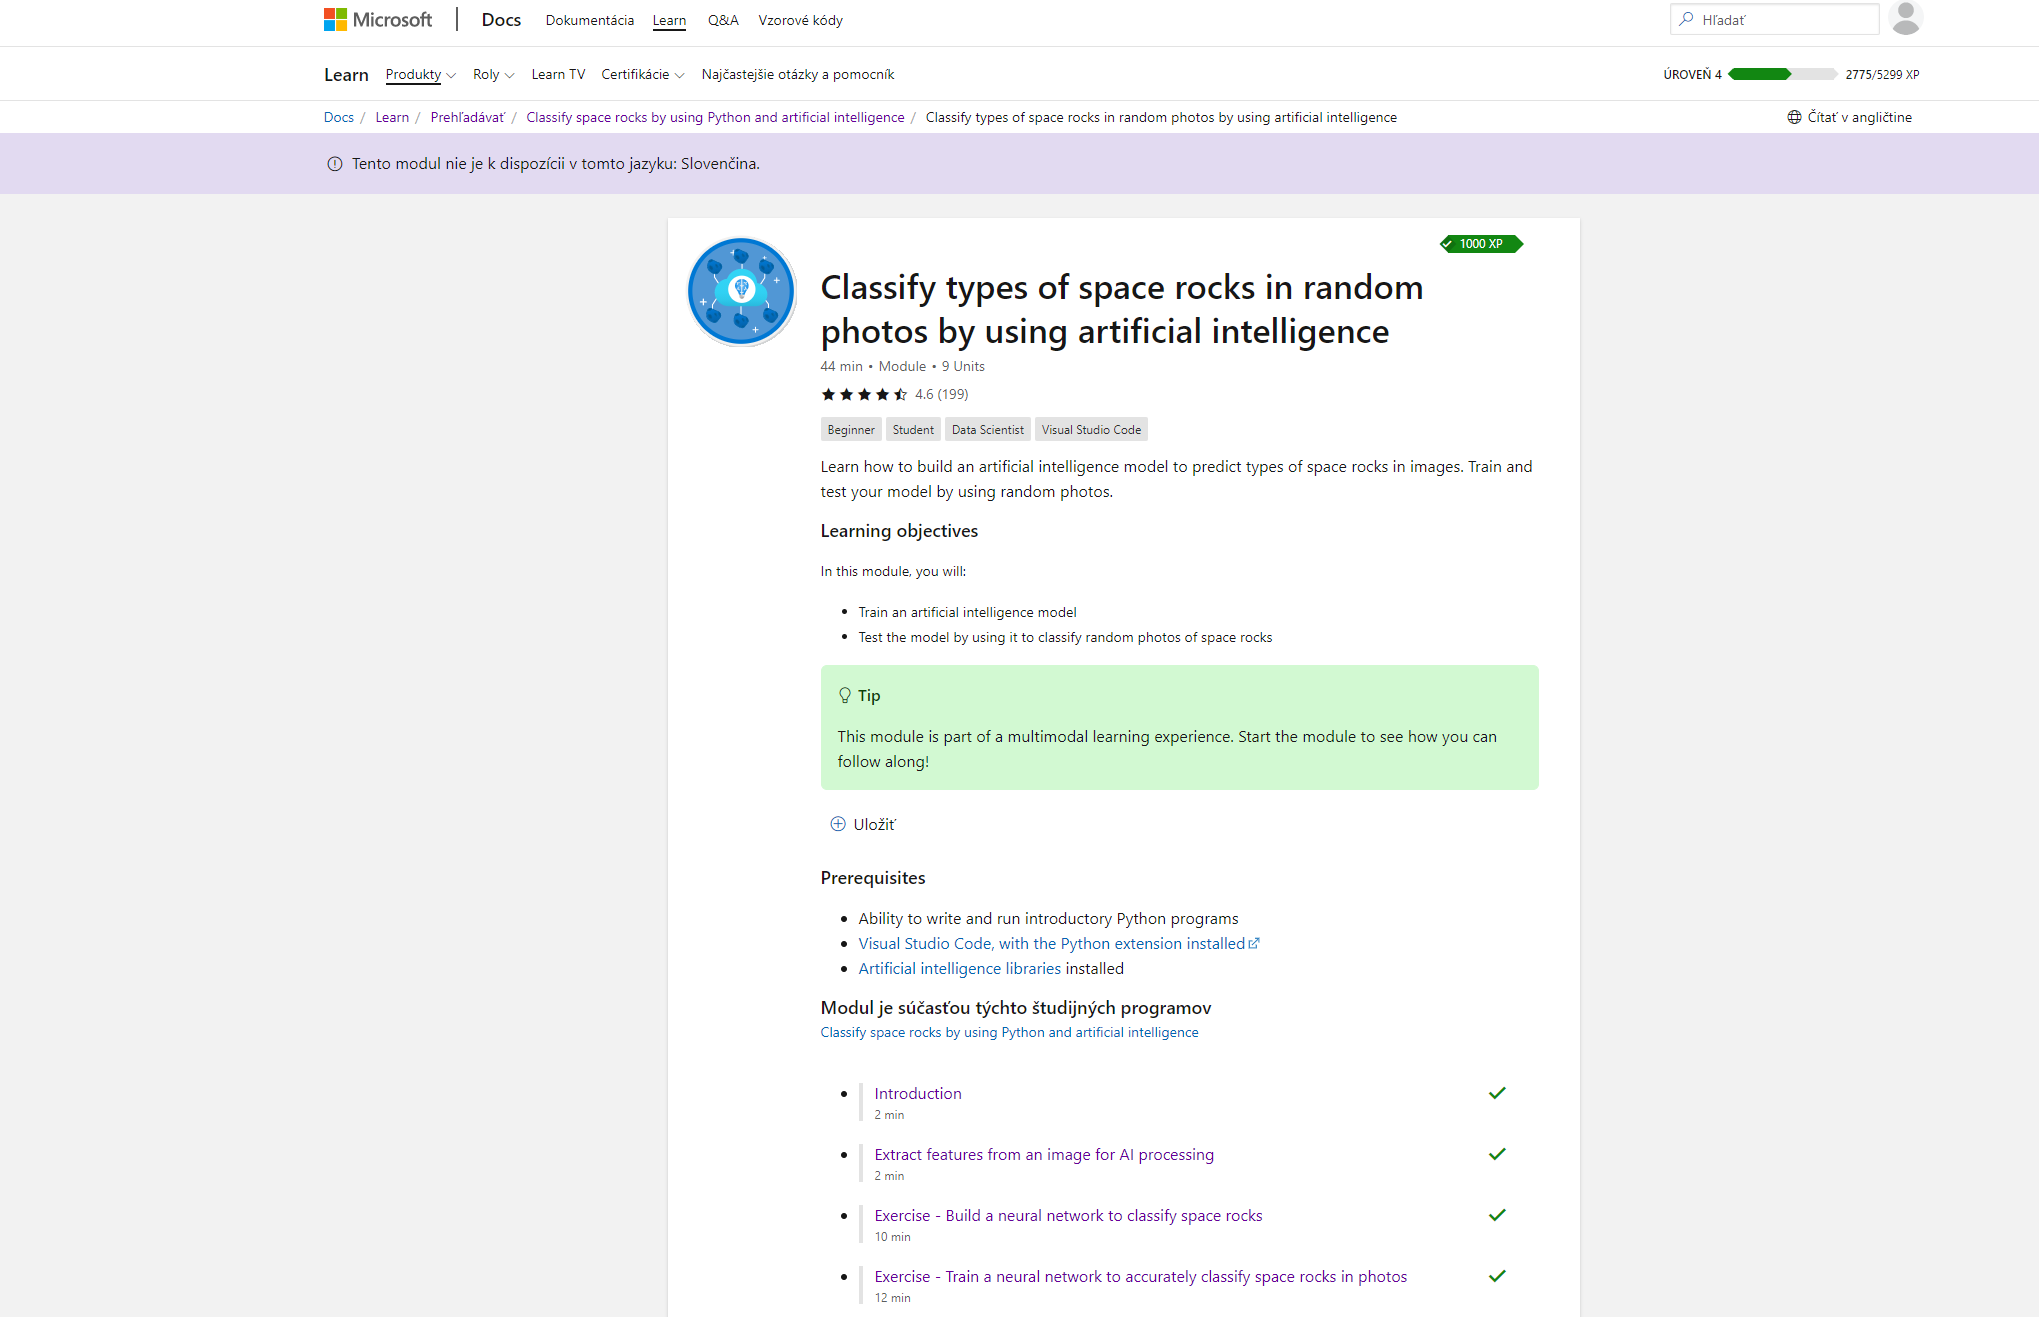 Microsoft Docs Dokumentácia Learn Q&A Vzorové kódy Hľadať
Learn Produkty Roly Learn TV Certifikácie Najčastejšie otázky a pomocník ÚROVEŇ 4 2775/5299 XP
Docs / Learn / Prehľadávať / Classify space rocks by using Python and artificial intelligence / Classify types of space rocks in random photos by using artificial intelligence Čítať v angličtine
Tento modul nie je k dispozícii v tomto jazyku: Slovenčina.
1000 XP
Classify types of space rocks in random
photos by using artificial intelligence
44 min • Module • 9 Units
4.6 (199)
Beginner Student Data Scientist Visual Studio Code
Learn how to build an artificial intelligence model to predict types of space rocks in images. Train and
test your model by using random photos.
Learning objectives
In this module, you will:
• Train an artificial intelligence model
• Test the model by using it to classify random photos of space rocks
Tip
This module is part of a multimodal learning experience. Start the module to see how you can
follow along!
Uložiť
Prerequisites
• Ability to write and run introductory Python programs
• Visual Studio Code, with the Python extension installed
• Artificial intelligence libraries installed
Modul je súčasťou týchto študijných programov
Classify space rocks by using Python and artificial intelligence
• Introduction
2 min
• Extract features from an image for AI processing
2 min
• Exercise - Build a neural network to classify space rocks
10 min
• Exercise - Train a neural network to accurately classify space rocks in photos
12 min